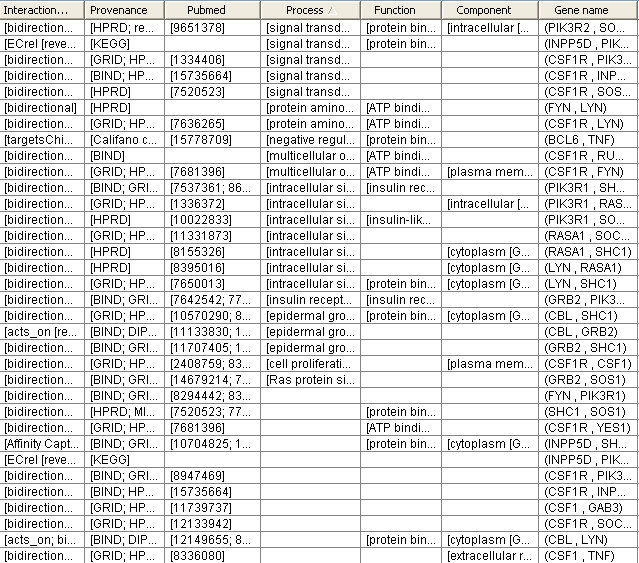 Interaction... Provenance Pubmed Process Function Component Gene name
[bidirection... [HPRD; re... [9651378] [signal transd... [protein bin... [intracellular [... (PIK3R2 , SO...
[ECrel [reve... [KEGG] [signal transd... [protein bin... (INPP5D , PIK...
[bidirection... [GRID; HP... [1334406] [signal transd... (CSF1R , PIK3...
[bidirection... [BIND; HP... [15735664] [signal transd... (CSF1R , INP...
[bidirection... [HPRD] [7520523] [signal transd... (CSF1R , SOS...
[bidirectional] [HPRD] [protein amino... [ATP bindi... (FYN , LYN)
[bidirection... [GRID; HP... [7636265] [protein amino... [ATP bindi... (CSF1R , LYN)
[targetsChi... [Califano c... [15778709] [negative regul... [protein bin... (BCL6 , TNF)
[bidirection... [BIND] [multicellular o... [ATP bindi... (CSF1R , RU...
[bidirection... [GRID; HP... [7681396] [multicellular o... [ATP bindi... [plasma mem... (CSF1R , FYN)
[bidirection... [BIND; GRI... [7537361; 86... [intracellular si... [insulin rec... (PIK3R1 , SH...
[bidirection... [GRID; HP... [1336372] [intracellular si... [intracellular [... (PIK3R1 , RAS...
[bidirection... [HPRD] [10022833] [intracellular si... [insulin-lik... (PIK3R1 , SO...
[bidirection... [GRID; HP... [11331873] [intracellular si... (RASA1 , SOC...
[bidirection... [HPRD] [8155326] [intracellular si... [cytoplasm [G... (RASA1 , SHC1)
[bidirection... [HPRD] [8395016] [intracellular si... [cytoplasm [G... (LYN , RASA1)
[bidirection... [GRID; HP... [7650013] [intracellular si... [protein bin... [cytoplasm [G... (LYN , SHC1)
[bidirection... [BIND; GRI... [7642542; 77... [insulin recept... [insulin rec... (GRB2 , PIK3...
[bidirection... [GRID; HP... [10570290; 8... [epidermal gro... [protein bin... [cytoplasm [G... (CBL , SHC1)
[acts_on [re... [BIND; DIP... [11133830; 1... [epidermal gro... (CBL , GRB2)
[bidirection... [BIND; GRI... [11707405; 1... [epidermal gro... (GRB2 , SHC1)
[bidirection... [GRID; HP... [2408759; 83... [cell proliferati... [plasma mem... (CSF1R , CSF1)
[bidirection... [BIND; GRI... [14679214; 7... [Ras protein si... (GRB2 , SOS1)
[bidirection... [BIND; GRI... [8294442; 83... (FYN , PIK3R1)
[bidirection... [HPRD; MI... [7520523; 77... [protein bin... (SHC1 , SOS1)
[bidirection... [GRID; HP... [7681396] [ATP bindi... (CSF1R , YES1)
[Affinity Capt... [BIND; GRI... [10704825; 1... [protein bin... [cytoplasm [G... (INPP5D , SH...
[ECrel [reve... [KEGG] (INPP5D , PIK...
[bidirection... [BIND; GRI... [8947469] (CSF1R , PIK3...
[bidirection... [BIND; HP... [15735664] (CSF1R , INP...
[bidirection... [GRID; HP... [11739737] (CSF1 , GAB3)
[bidirection... [GRID; HP... [12133942] (CSF1R , SOC...
[acts_on; bi... [BIND; DIP... [12149655; 8... [protein bin... [cytoplasm [G... (CBL , LYN)
[bidirection... [GRID; HP... [8336080] [extracellular r... (CSF1 , TNF)